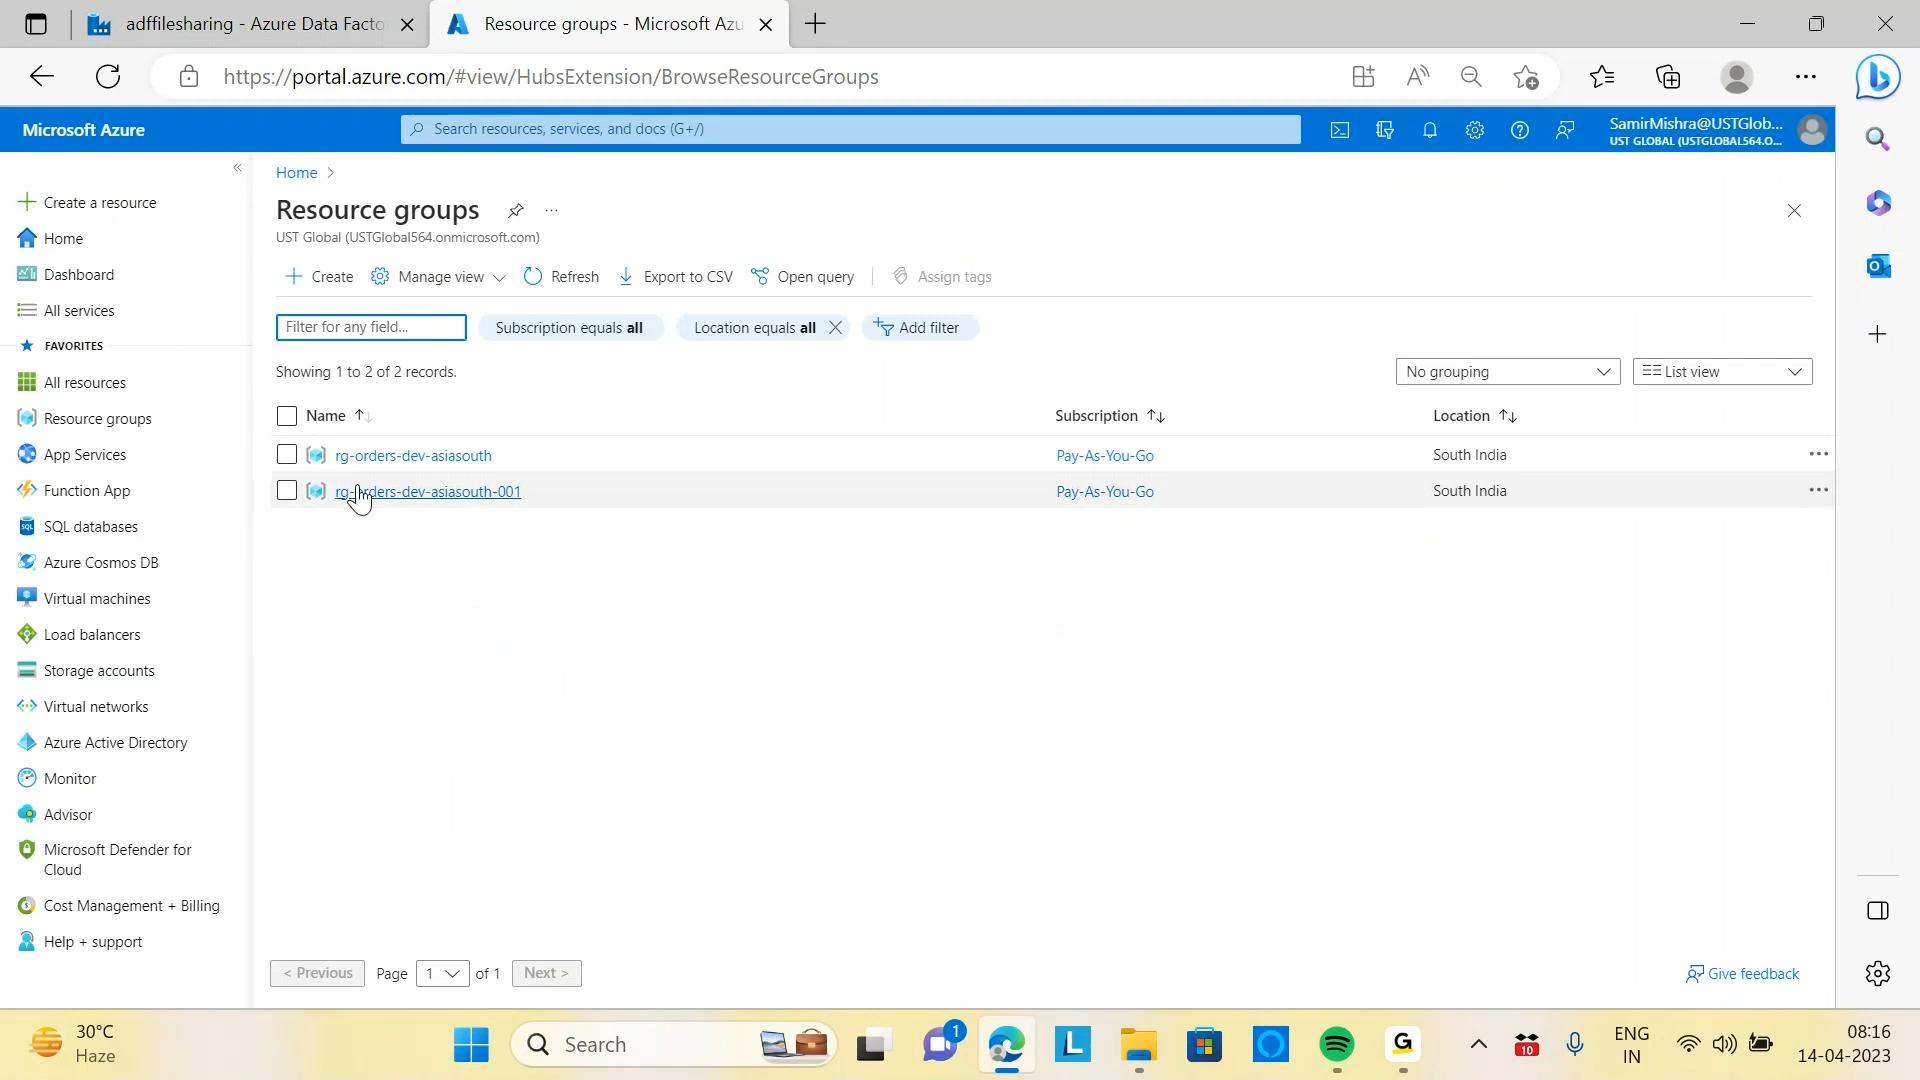 adffilesharing - Azure Data Facto
Resource groups - Microsoft Azu
https://portal.azure.com/#view/HubsExtension/BrowseResourceGroups
Microsoft Azure
Search resources, services, and docs (G+/)
SamirMishra@USTGlob...
UST GLOBAL (USTGLOBAL564.O...
Create a resource
Home
Dashboard
All services
FAVORITES
All resources
Resource groups
App Services
Function App
SQL databases
Azure Cosmos DB
Virtual machines
Load balancers
Storage accounts
Virtual networks
Azure Active Directory
Monitor
Advisor
Microsoft Defender for
Cloud
Cost Management + Billing
Help + support
Home
Resource groups
UST Global (USTGlobal564.onmicrosoft.com)
Create Manage view Refresh Export to CSV Open query Assign tags
Filter for any field... Subscription equals all Location equals all Add filter
Showing 1 to 2 of 2 records. No grouping List view
Name Subscription Location
rg-orders-dev-asiasouth Pay-As-You-Go South India
rg-orders-dev-asiasouth-001 Pay-As-You-Go South India
< Previous Page 1 of 1 Next > Give feedback
30°C
Haze
Search
1
10
ENG
IN
08:16
14-04-2023